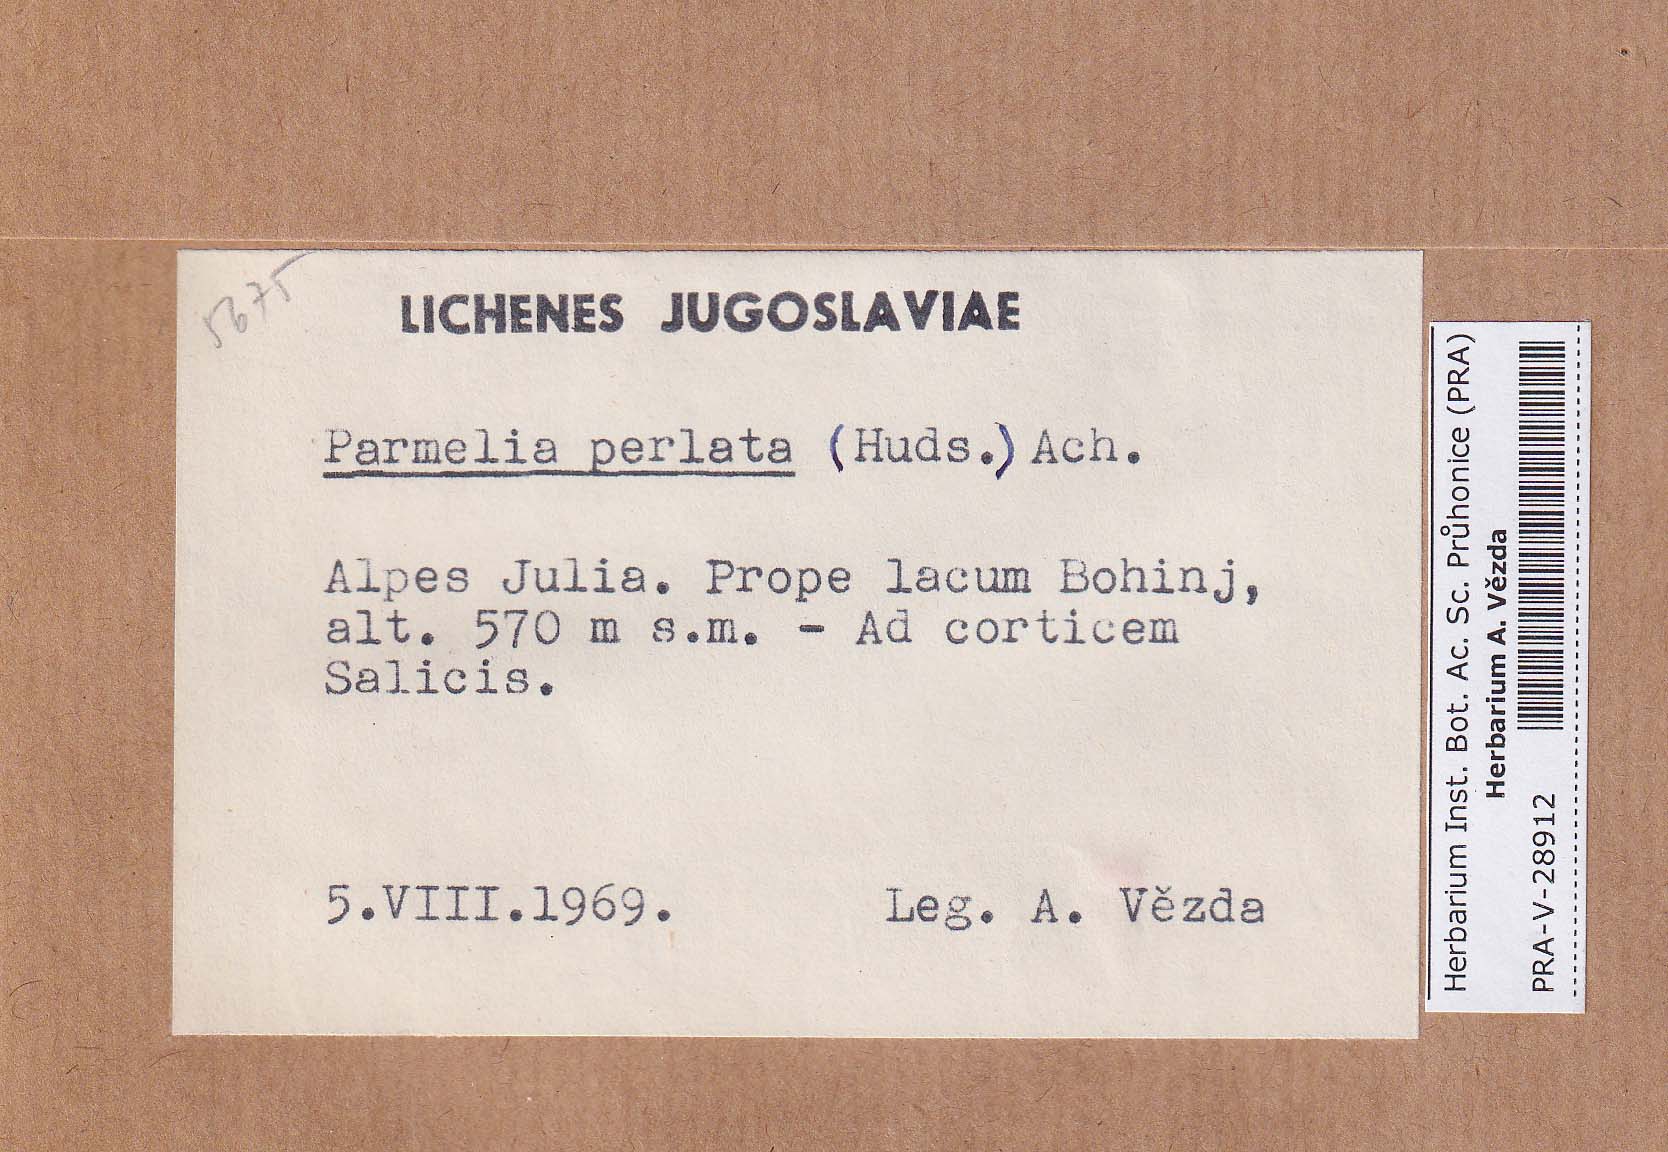 5675
LICHENES JUGOSLAVIAE
Parmelia perlata (Huds.) Ach.
Alpes Julia. Prope lacum Bohinj,
alt. 570 m s.m. - Ad corticem
Salicis.
5.VIII.1969. Leg. A. Vězda
Herbarium Inst. Bot. Ac. Sc. Průhonice (PRA)
Herbarium A. Vězda
PRA-V-28912